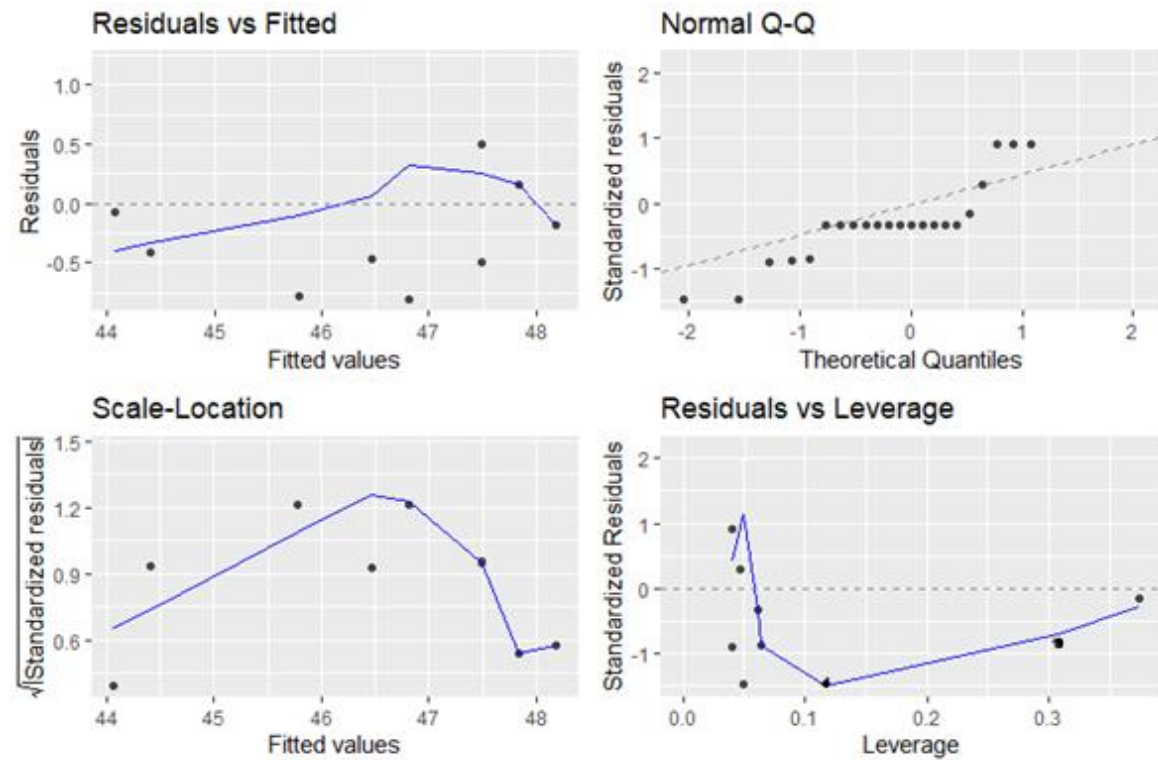 Residuals vs Fitted
1.0
0.5
0.0
-0.5
Residuals
44 45 46 47 48
Fitted values
Normal Q-Q
2
1
0
-1
Standardized residuals
-2 -1 0 1 2
Theoretical Quantiles
Scale-Location
1.5
1.2
0.9
0.6
√|Standardized residuals|
44 45 46 47 48
Fitted values
Residuals vs Leverage
2
1
0
-1
Standardized Residuals
0.0 0.1 0.2 0.3
Leverage